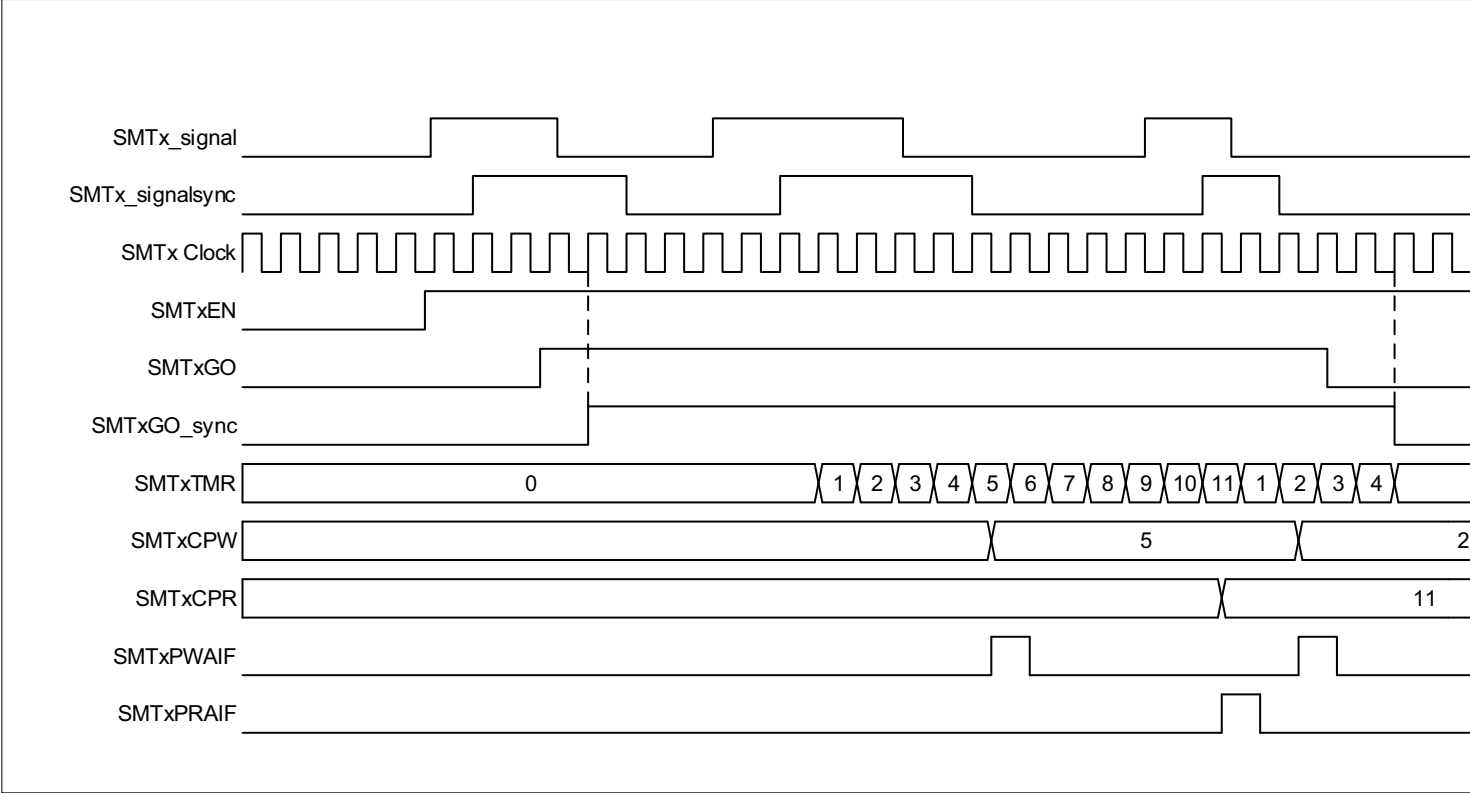 SMTx_signal
SMTx_signalsync
SMTx Clock
SMTxEN
SMTxGO
SMTxGO_sync
SMTxTMR 0 1 2 3 4 5 6 7 8 9 10 11 1 2 3 4
SMTxCPW 5 2
SMTxCPR 11
SMTxPWAIF
SMTxPRAIF